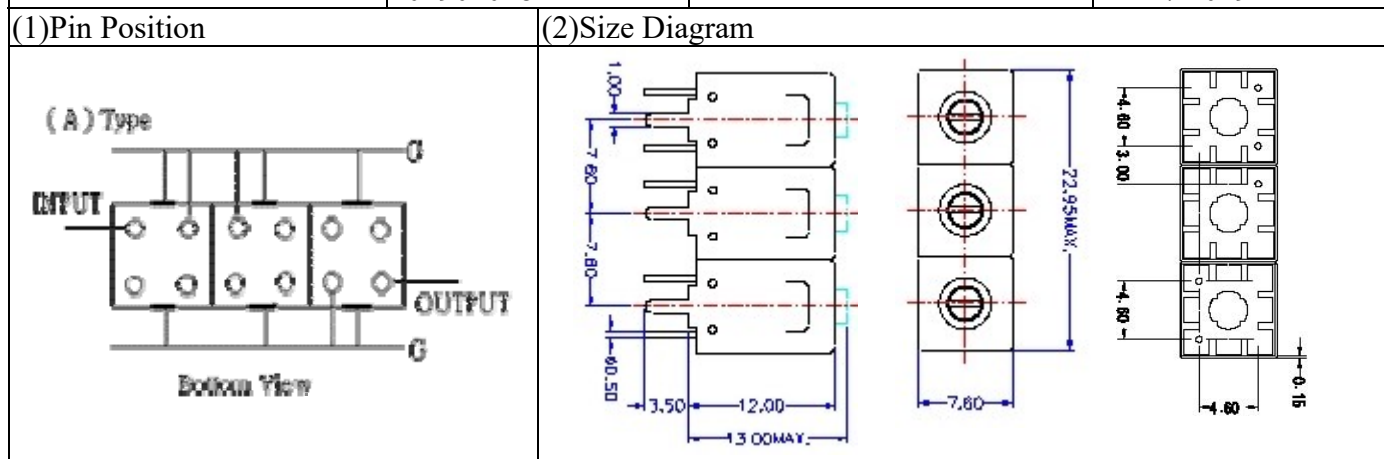 (1)Pin Position
(2)Size Diagram
(A) Type
G
INPUT
OUTPUT
G
Bottom View
1.00
7.60
7.60
ø0.50
3.50
12.00
13.00MAX.
22.95MAX.
7.60
4.60
3.00
4.60
4.60
0.15